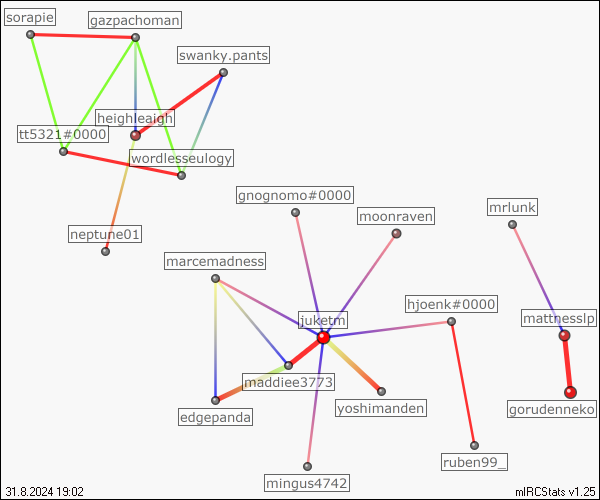 sorapie
gazpachoman
swanky.pants
heighleaigh
tt5321#0000
wordlesseulogy
gnognomo#0000
mrlunk
moonraven
neptune01
marcemadness
hjoenk#0000
juketm
mattnesslp
maddiee3773
yoshimanden
gorudenneko
edgepanda
ruben99_
mingus4742
31.8.2024 19:02
mIRCStats v1.25